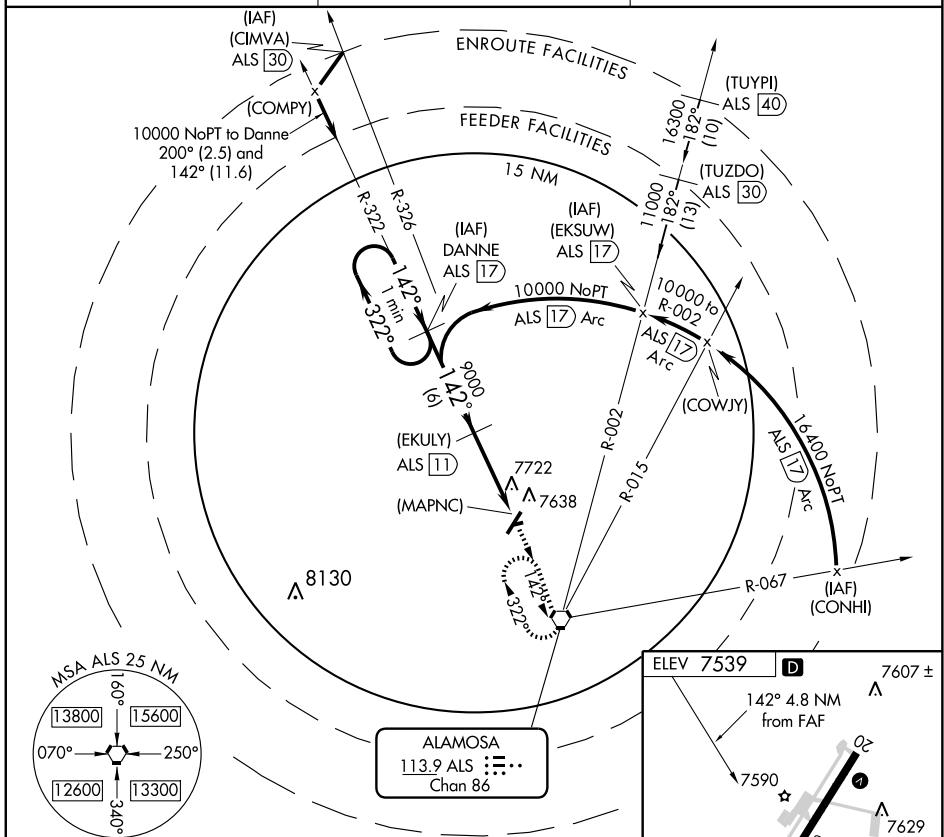 (IAF)
(CIMVA)
ALS 30
(COMPY)
10000 NoPT to Danne
200° (2.5) and
142° (11.6)
ENROUTE FACILITIES
FEEDER FACILITIES
15 NM
(TUYPI)
ALS 40
16300
182°
(10)
(TUZDO)
ALS 30
11000
182°
(13)
R-322
R-326
(IAF)
DANNE
ALS 17
(IAF)
(EKSUW)
ALS 17
142°
1 min
322°
10000 NoPT
ALS 17 Arc
10000 to
R-002
ALS 17
Arc
(COWJY)
16400 NoPT
ALS 17 Arc
9000
142°
(6)
(EKULY)
ALS 11
R-002
R-015
7722
7638
(MAPNC)
8130
142°
322°
R-067
(IAF)
(CONHI)
MSA ALS 25 NM
160°
13800
15600
070°
250°
12600
13300
340°
ALAMOSA
113.9 ALS
Chan 86
ELEV 7539
D
7607 ±
142° 4.8 NM
from FAF
20
7590
7629